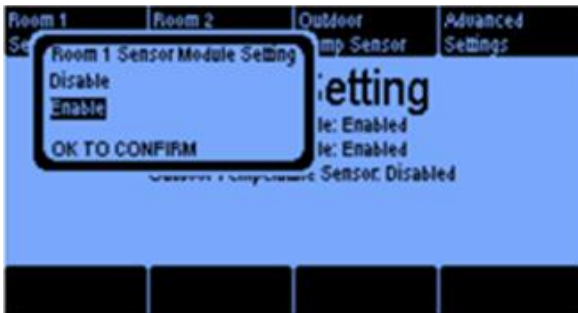 Room 1
Room 2
Outdoor
Advanced
Se
mp Sensor
Settings
Room 1 Sensor Module Setting
Disable
Enable
OK TO CONFIRM
etting
le: Enabled
le: Enabled
Sensor: Disabled